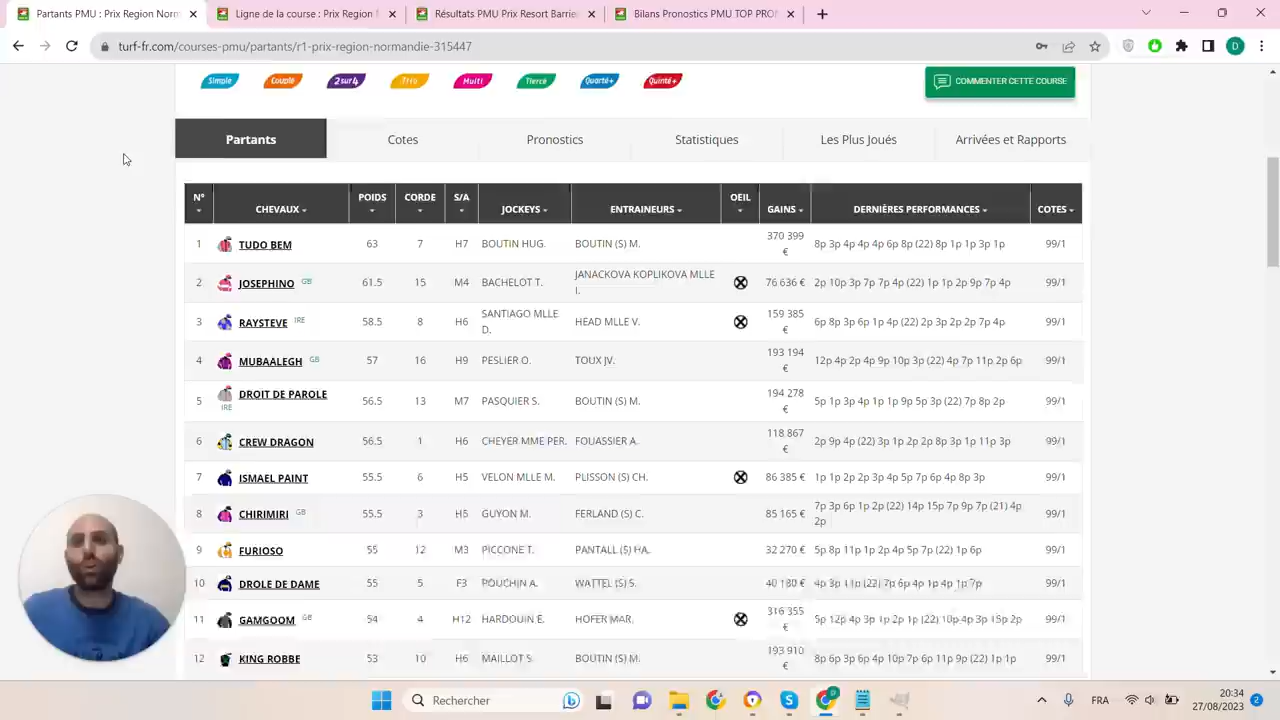 Partants PMU : Prix Region Norm
Ligne de la course : Prix Region I
Résultats PMU Prix Resort Barrier
Bilans Pronostics PMU TOP PRON
turf-fr.com/courses-pmu/partants/r1-prix-region-normandie-315447
D
Simple Couplé 2sur4 Trio Multi Tiercé Quarté+ Quinté+
COMMENTER CETTE COURSE
Partants Cotes Pronostics Statistiques Les Plus Joués Arrivées et Rapports
N° CHEVAUX POIDS CORDE S/A JOCKEYS ENTRAINEURS OEIL GAINS DERNIÈRES PERFORMANCES COTES
1 TUDO BEM 63 7 H7 BOUTIN HUG. BOUTIN (S) M. 370 399 € 8p 3p 4p 4p 4p 6p 8p (22) 8p 1p 1p 3p 1p 99/1
2 JOSEPHINO GB 61.5 15 M4 BACHELOT T. JANACKOVA KOPLIKOVA MLLE I. 76 636 € 2p 10p 3p 7p 7p 4p (22) 1p 1p 2p 9p 7p 4p 99/1
3 RAYSTEVE IRE 58.5 8 H6 SANTIAGO MLLE D. HEAD MLLE V. 159 385 € 6p 8p 3p 6p 1p 4p (22) 2p 3p 2p 2p 7p 4p 99/1
4 MUBAALEGH GB 57 16 H9 PESLIER O. TOUX JV. 193 194 € 12p 4p 2p 4p 9p 10p 3p (22) 4p 7p 11p 2p 6p 99/1
5 DROIT DE PAROLE IRE 56.5 13 M7 PASQUIER S. BOUTIN (S) M. 194 278 € 5p 1p 3p 4p 1p 1p 9p 5p 3p (22) 7p 8p 2p 99/1
6 CREW DRAGON 56.5 1 H6 CHEYER MME PER. FOUASSIER A. 118 867 € 2p 9p 4p (22) 3p 1p 2p 2p 8p 3p 1p 11p 3p 99/1
7 ISMAEL PAINT 55.5 6 H5 VELON MLLE M. PLISSON (S) CH. 86 385 € 1p 1p 2p 2p 3p 4p 5p 7p 6p 4p 8p 3p 99/1
8 CHIRIMIRI GB 55.5 3 H5 GUYON M. FERLAND (S) C. 85 165 € 7p 3p 6p 1p 2p (22) 14p 15p 7p 9p 7p (21) 4p 2p 99/1
9 FURIOSO 55 12 M3 PICCONE T. PANTALL (S) HA. 32 270 € 5p 8p 11p 1p 2p 4p 5p 7p (22) 1p 6p 99/1
10 DROLE DE DAME 55 5 F3 POUCHIN A. WATTEL (S) S. 40 180 € 4p 3p 11p (22) 7p 6p 4p 1p 4p 1p 7p 99/1
11 GAMGOOM GB 54 4 H12 HARDOUIN E. HOFER MAR. 316 355 € 5p 12p 4p 3p 1p 2p 1p (22) 10p 4p 3p 15p 2p 99/1
12 KING ROBBE 53 10 H6 MAILLOT S. BOUTIN (S) M. 193 910 € 8p 6p 3p 6p 4p 10p 7p 6p 11p 9p (22) 1p 1p 99/1
Rechercher
FRA
20:34
27/08/2023
2